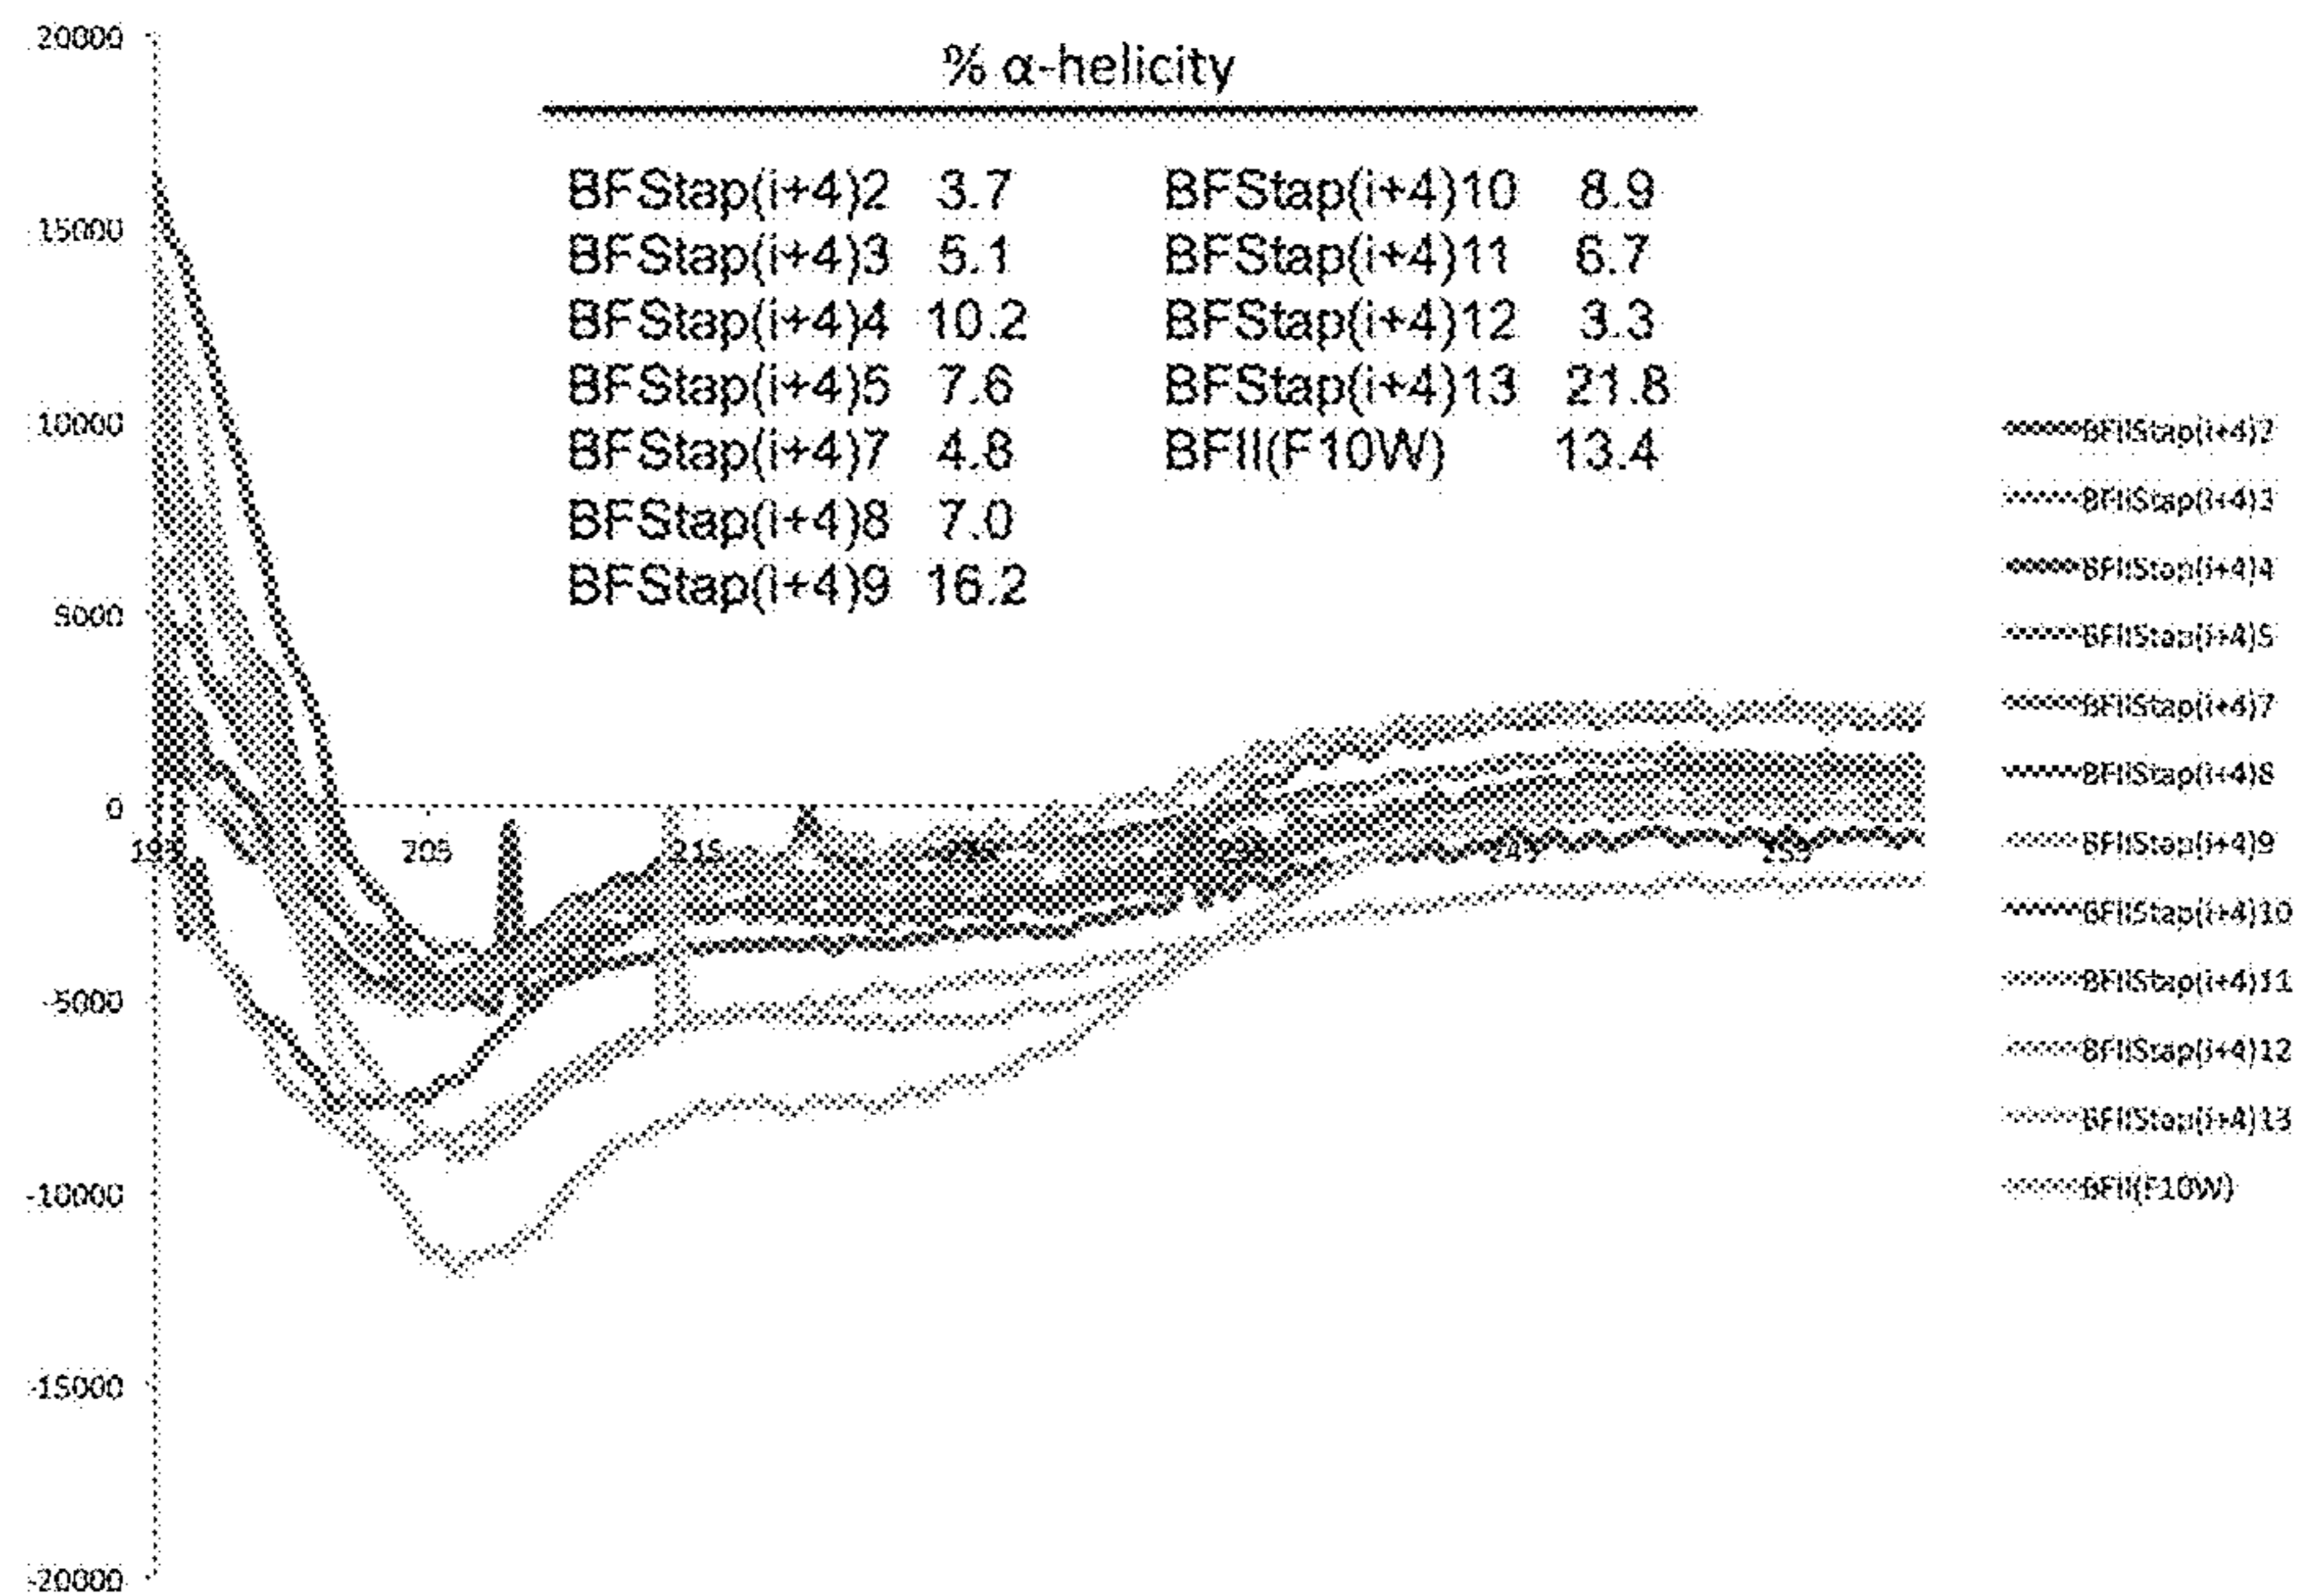 % α-helicity
BFStap(i+4)2 3.7 BFStap(i+4)10 8.9
BFStap(i+4)3 5.1 BFStap(i+4)11 6.7
BFStap(i+4)4 10.2 BFStap(i+4)12 3.3
BFStap(i+4)5 7.6 BFStap(i+4)13 21.8
BFStap(i+4)7 4.8 BFII(F10W) 13.4
BFStap(i+4)8 7.0
BFStap(i+4)9 16.2
20000
15000
10000
5000
0
-5000
-10000
-15000
-20000
195 205 215 235 245 255
BFIIStap(i+4)2
BFIIStap(i+4)3
BFIIStap(i+4)4
BFIIStap(i+4)5
BFIIStap(i+4)7
BFIIStap(i+4)8
BFIIStap(i+4)9
BFIIStap(i+4)10
BFIIStap(i+4)11
BFIIStap(i+4)12
BFIIStap(i+4)13
BFII(F10W)